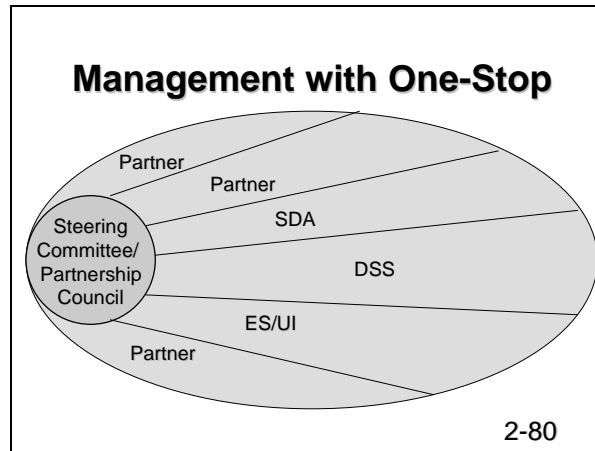 Management with One-Stop
Partner
Partner
SDA
Steering
Committee/
Partnership
Council
DSS
ES/UI
Partner
2-80